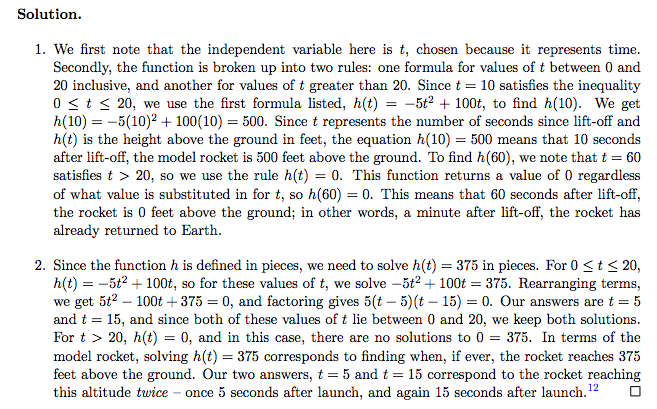 Solution.
1. We first note that the independent variable here is t, chosen because it represents time.
Secondly, the function is broken up into two rules: one formula for values of t between 0 and
20 inclusive, and another for values of t greater than 20. Since t = 10 satisfies the inequality
0 ≤ t ≤ 20, we use the first formula listed, h(t) = −5t² + 100t, to find h(10). We get
h(10) = −5(10)² + 100(10) = 500. Since t represents the number of seconds since lift-off and
h(t) is the height above the ground in feet, the equation h(10) = 500 means that 10 seconds
after lift-off, the model rocket is 500 feet above the ground. To find h(60), we note that t = 60
satisfies t > 20, so we use the rule h(t) = 0. This function returns a value of 0 regardless
of what value is substituted in for t, so h(60) = 0. This means that 60 seconds after lift-off,
the rocket is 0 feet above the ground; in other words, a minute after lift-off, the rocket has
already returned to Earth.
2. Since the function h is defined in pieces, we need to solve h(t) = 375 in pieces. For 0 ≤ t ≤ 20,
h(t) = −5t² + 100t, so for these values of t, we solve −5t² + 100t = 375. Rearranging terms,
we get 5t² − 100t + 375 = 0, and factoring gives 5(t − 5)(t − 15) = 0. Our answers are t = 5
and t = 15, and since both of these values of t lie between 0 and 20, we keep both solutions.
For t > 20, h(t) = 0, and in this case, there are no solutions to 0 = 375. In terms of the
model rocket, solving h(t) = 375 corresponds to finding when, if ever, the rocket reaches 375
feet above the ground. Our two answers, t = 5 and t = 15 correspond to the rocket reaching
this altitude twice – once 5 seconds after launch, and again 15 seconds after launch.¹² □